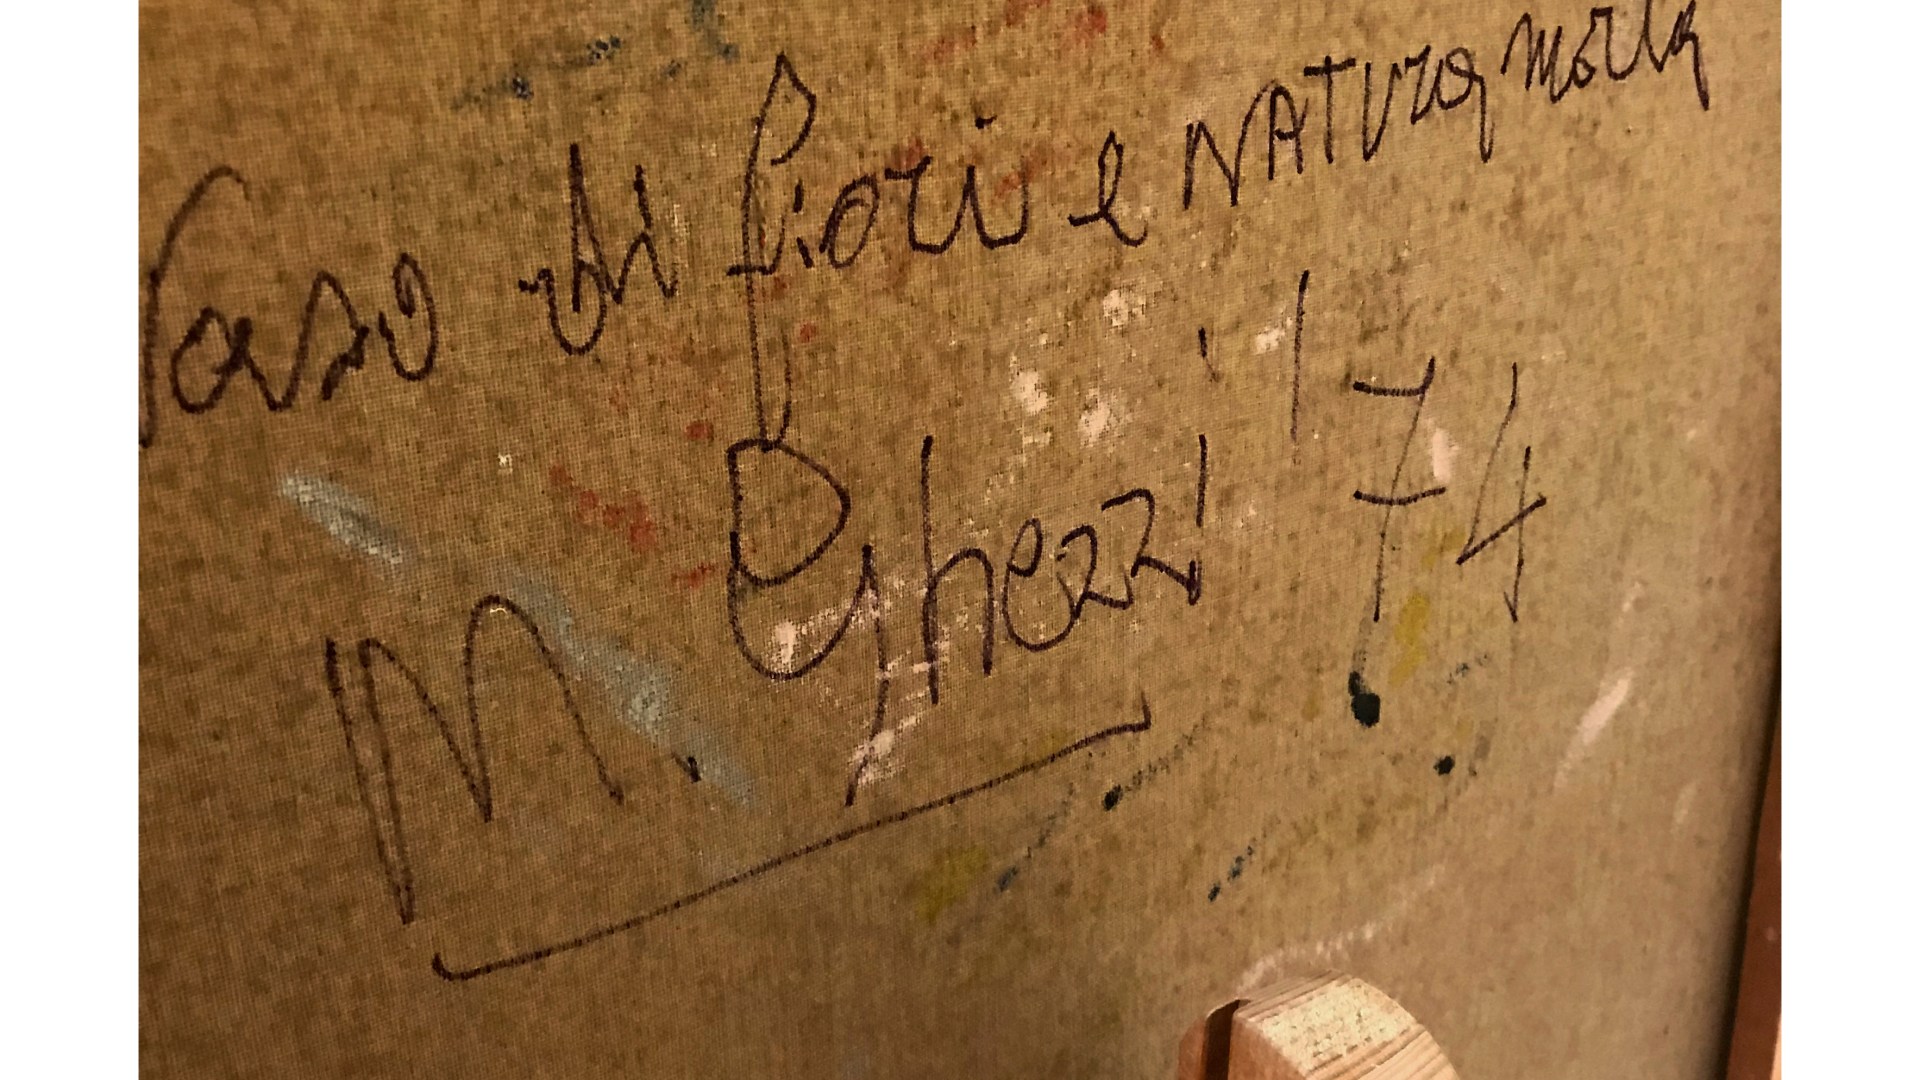 Vaso di fiori e NATURa morta
M. Ghezzi '74